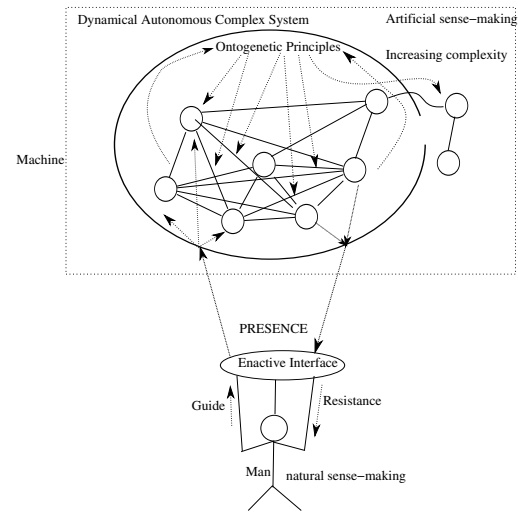 Dynamical Autonomous Complex System
Artificial sense−making
Ontogenetic Principles
Increasing complexity
Machine
PRESENCE
Enactive Interface
Guide
Resistance
Man
natural sense−making